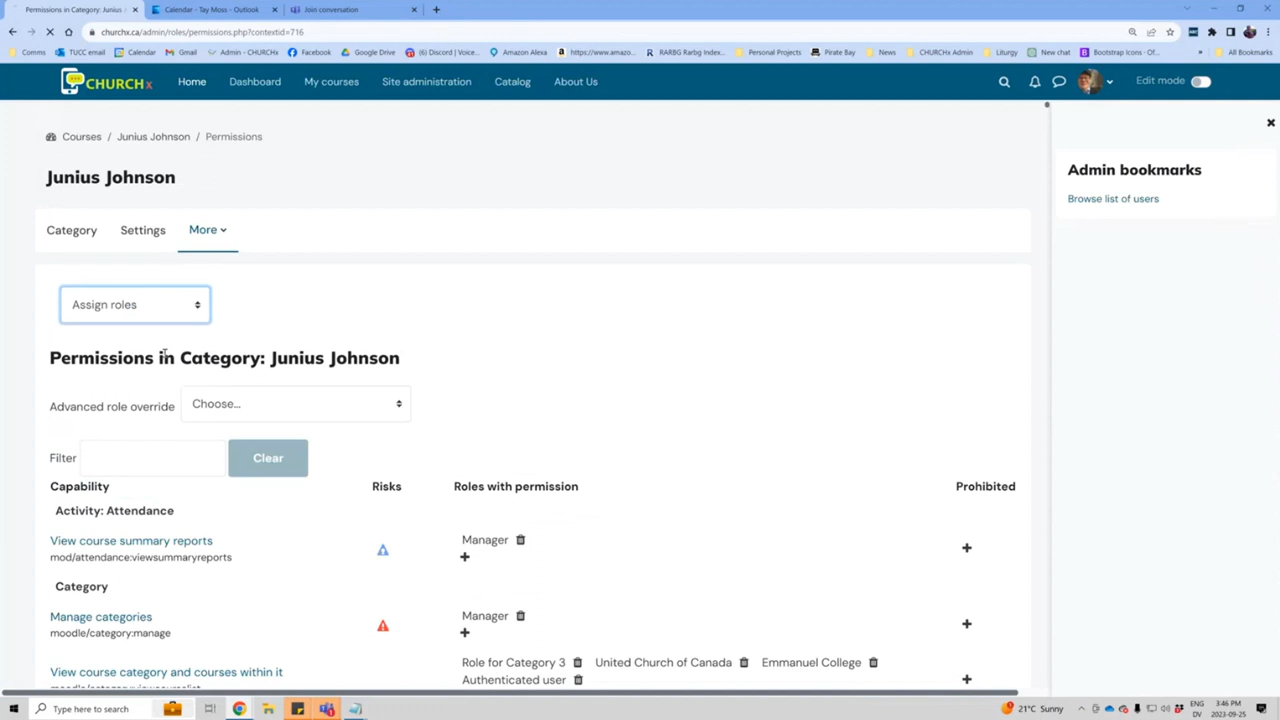 Permissions in Category: Junius
Calendar - Tay Moss - Outlook
Join conversation
churchx.ca/admin/roles/permissions.php?contextid=716
Comms
TUCC email
Calendar
Gmail
Admin - CHURCHx
Facebook
Google Drive
(6) Discord | Voice...
Amazon Alexa
https://www.amazo...
RARBG Rarbg Index...
Personal Projects
Pirate Bay
News
CHURCHx Admin
Liturgy
New chat
Bootstrap Icons · Of...
»
All Bookmarks
CHURCHx
Home
Dashboard
My courses
Site administration
Catalog
About Us
Edit mode
Courses / Junius Johnson / Permissions
Junius Johnson
Category
Settings
More
Assign roles
Permissions in Category: Junius Johnson
Advanced role override
Choose...
Filter
Clear
Capability
Risks
Roles with permission
Prohibited
Activity: Attendance
View course summary reports
mod/attendance:viewsummaryreports
Manager
Category
Manage categories
moodle/category:manage
Manager
View course category and courses within it
moodle/category:viewcourselist
Role for Category 3
United Church of Canada
Emmanuel College
Authenticated user
Admin bookmarks
Browse list of users
Type here to search
21°C Sunny
ENG
DV
3:46 PM
2023-09-25